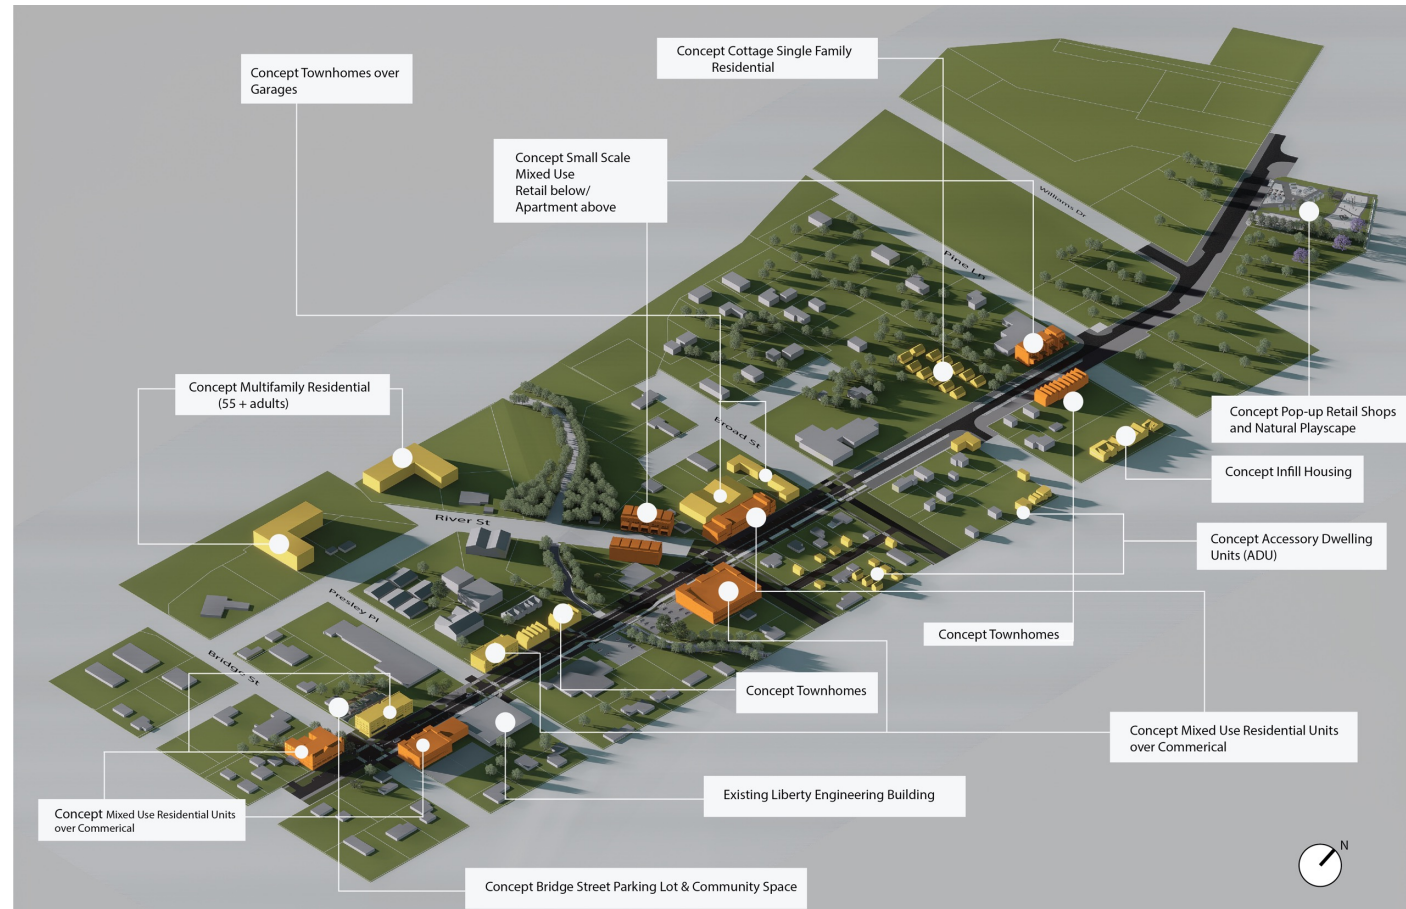 Concept Cottage Single Family
Residential
Concept Townhomes over
Garages
Concept Small Scale
Mixed Use
Retail below/
Apartment above
Williams Dr
Pine Ln
Concept Multifamily Residential
(55 + adults)
Concept Pop-up Retail Shops
and Natural Playscape
Broad St
Concept Infill Housing
River St
Concept Accessory Dwelling
Units (ADU)
Presley Pl
Concept Townhomes
Bridge St
Concept Townhomes
Concept Mixed Use Residential Units
over Commerical
Existing Liberty Engineering Building
Concept Mixed Use Residential Units
over Commerical
N
Concept Bridge Street Parking Lot & Community Space